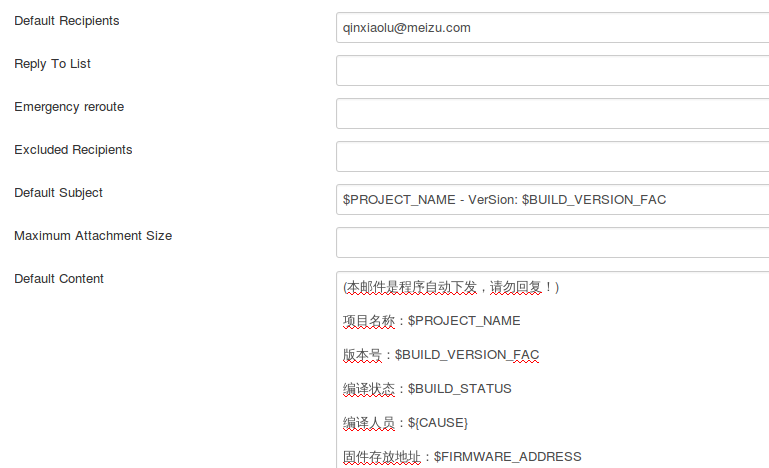 Default Recipients
qinxiaolu@meizu.com
Reply To List
Emergency reroute
Excluded Recipients
Default Subject
$PROJECT_NAME - VerSion: $BUILD_VERSION_FAC
Maximum Attachment Size
Default Content
(本邮件是程序自动下发，请勿回复！)
项目名称：$PROJECT_NAME
版本号：$BUILD_VERSION_FAC
编译状态：$BUILD_STATUS
编译人员：${CAUSE}
固件存放地址：$FIRMWARE_ADDRESS